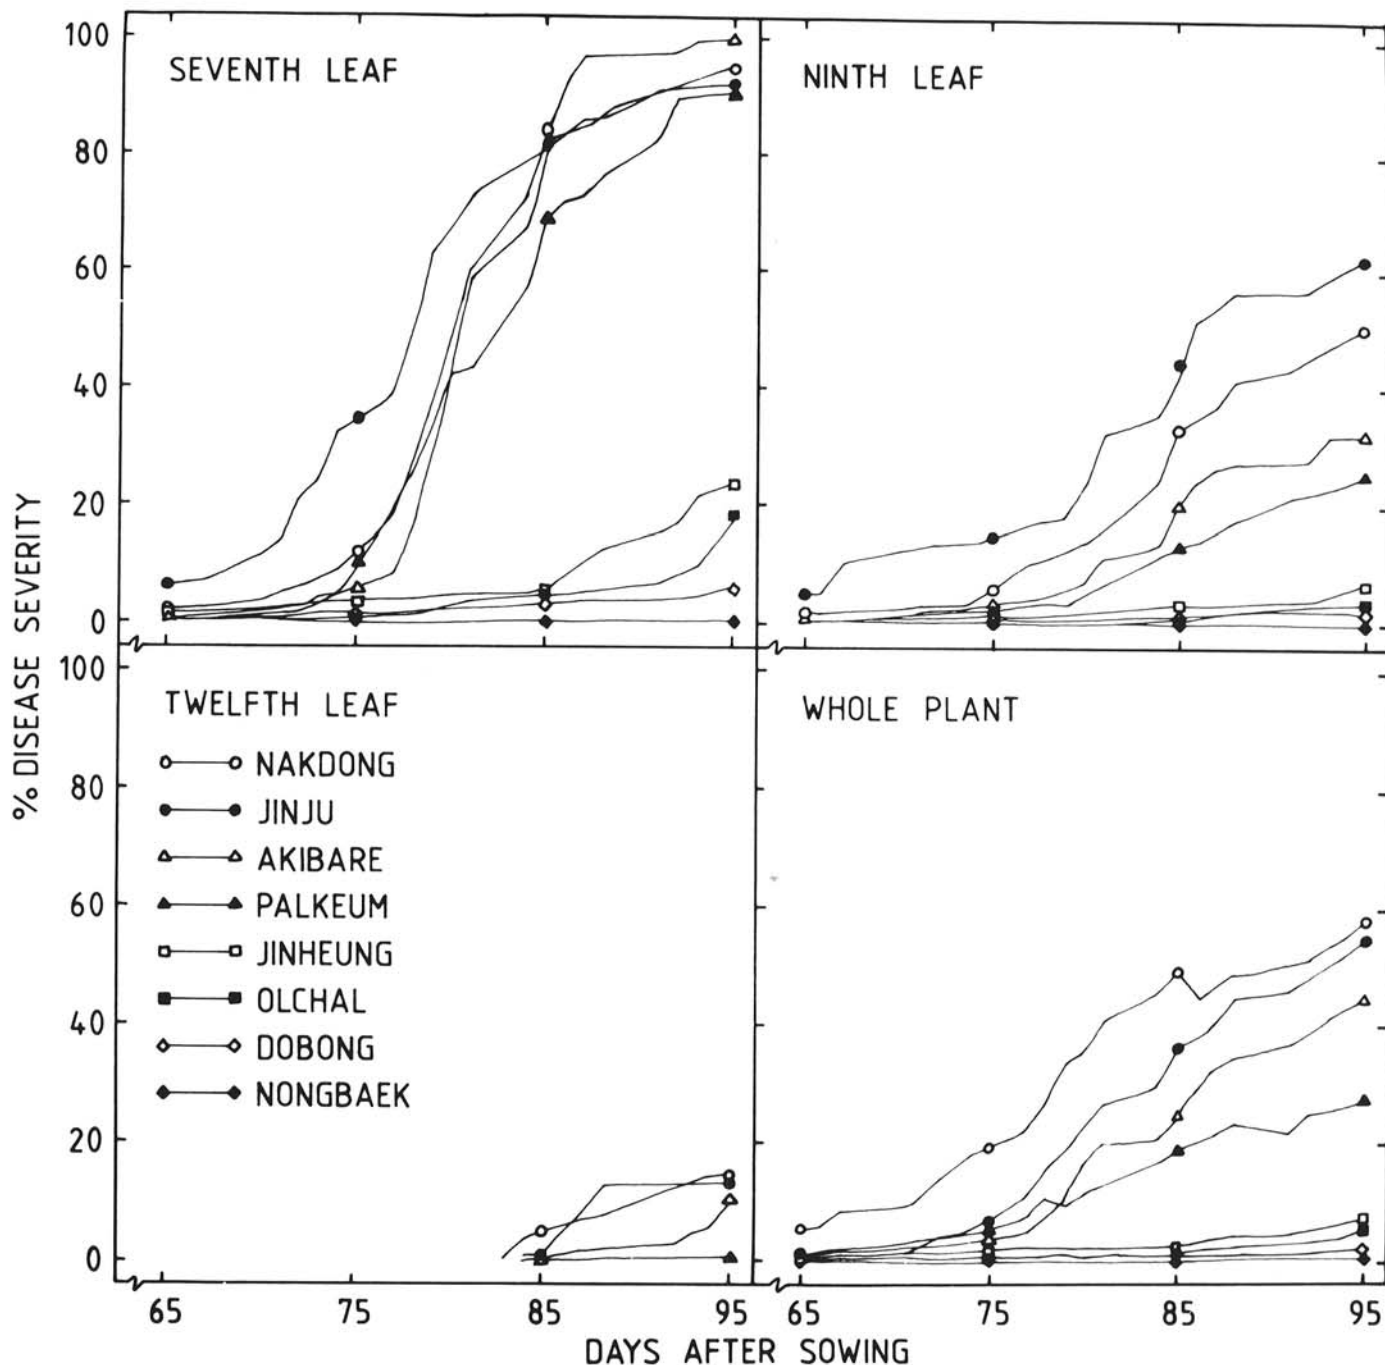 % DISEASE SEVERITY
100
80
60
40
20
0
SEVENTH LEAF
NINTH LEAF
100
80
60
40
20
0
TWELFTH LEAF
NAKDONG
JINJU
AKIBARE
PALKEUM
JINHEUNG
OLCHAL
DOBONG
NONGBAEK
WHOLE PLANT
65
75
85
95
65
75
85
95
DAYS AFTER SOWING